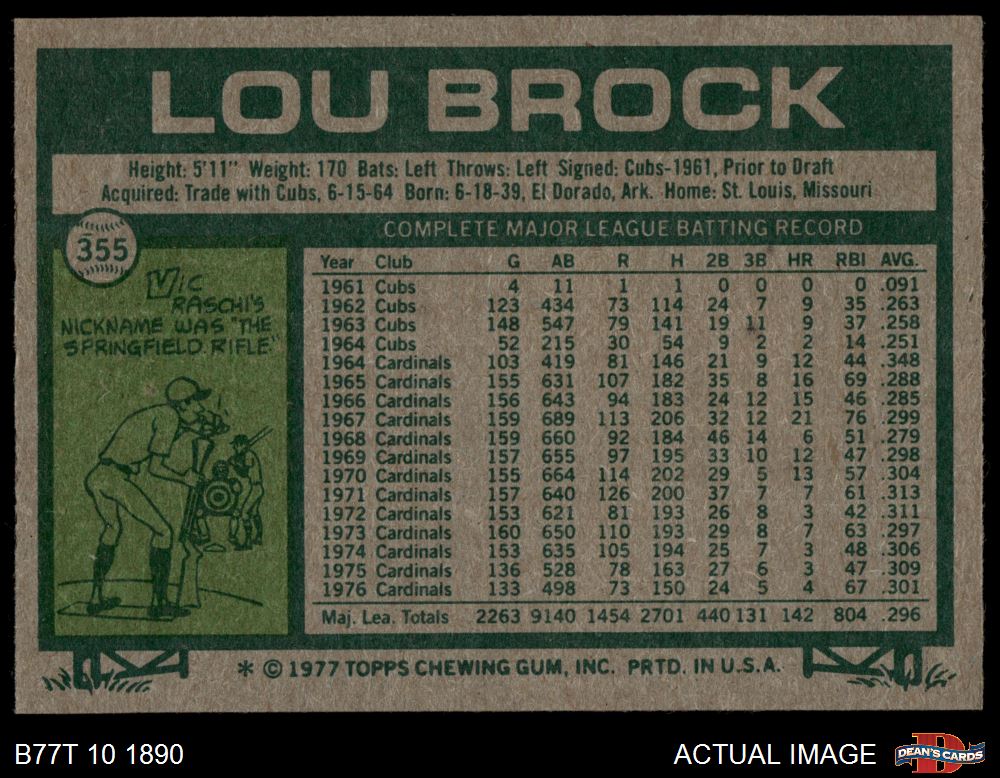 LOU BROCK
Height: 5'11" Weight: 170 Bats: Left Throws: Left Signed: Cubs-1961, Prior to Draft
Acquired: Trade with Cubs, 6-15-64 Born: 6-18-39, El Dorado, Ark. Home: St. Louis, Missouri
355
VIC
RASCHI'S
NICKNAME WAS "THE
SPRINGFIELD RIFLE."
COMPLETE MAJOR LEAGUE BATTING RECORD
Year Club G AB R H 2B 3B HR RBI AVG.
1961 Cubs 4 11 1 1 0 0 0 0 .091
1962 Cubs 123 434 73 114 24 7 9 35 .263
1963 Cubs 148 547 79 141 19 11 9 37 .258
1964 Cubs 52 215 30 54 9 2 2 14 .251
1964 Cardinals 103 419 81 146 21 9 12 44 .348
1965 Cardinals 155 631 107 182 35 8 16 69 .288
1966 Cardinals 156 643 94 183 24 12 15 46 .285
1967 Cardinals 159 689 113 206 32 12 21 76 .299
1968 Cardinals 159 660 92 184 46 14 6 51 .279
1969 Cardinals 157 655 97 195 33 10 12 47 .298
1970 Cardinals 155 664 114 202 29 5 13 57 .304
1971 Cardinals 157 640 126 200 37 7 7 61 .313
1972 Cardinals 153 621 81 193 26 8 3 42 .311
1973 Cardinals 160 650 110 193 29 8 7 63 .297
1974 Cardinals 153 635 105 194 25 7 3 48 .306
1975 Cardinals 136 528 78 163 27 6 3 47 .309
1976 Cardinals 133 498 73 150 24 5 4 67 .301
Maj. Lea. Totals 2263 9140 1454 2701 440 131 142 804 .296
* © 1977 TOPPS CHEWING GUM, INC. PRTD. IN U.S.A.
B77T 10 1890
ACTUAL IMAGE
DEAN'S CARDS